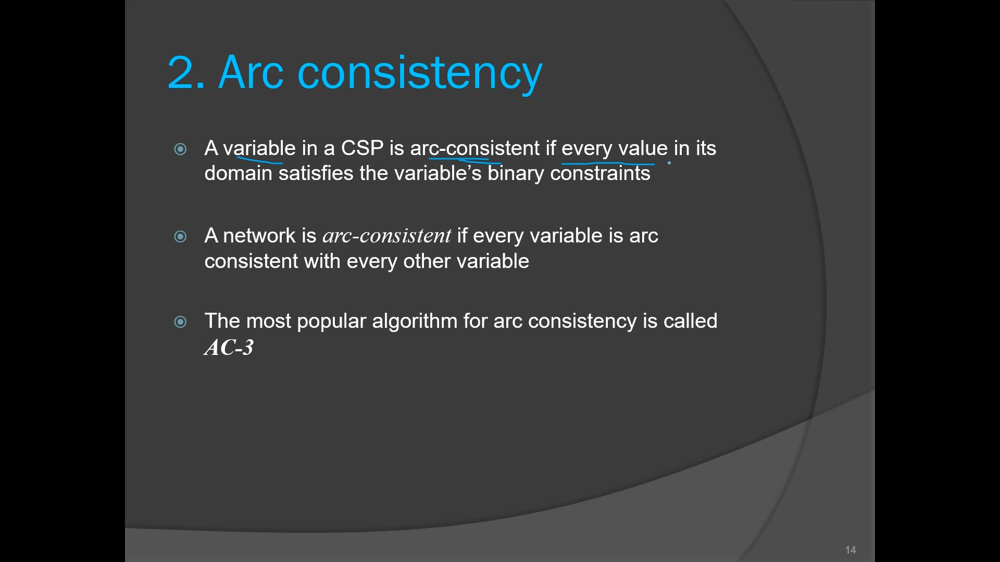 2. Arc consistency
A variable in a CSP is arc-consistent if every value in its
domain satisfies the variable’s binary constraints
A network is arc-consistent if every variable is arc
consistent with every other variable
The most popular algorithm for arc consistency is called
AC-3
14